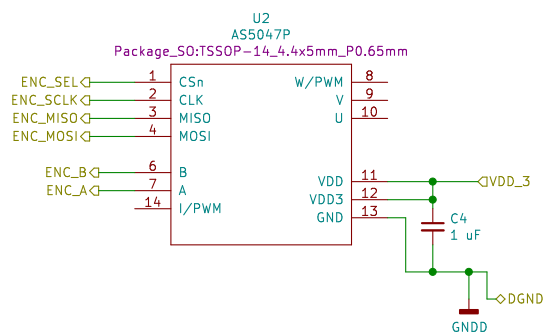 U2
AS5047P
Package_SO:TSSOP-14_4.4x5mm_P0.65mm
ENC_SEL 1 CSn W/PWM 8
ENC_SCLK 2 CLK V 9
ENC_MISO 3 MISO U 10
ENC_MOSI 4 MOSI
ENC_B 6 B VDD 11 VDD_3
ENC_A 7 A VDD3 12
14 I/PWM GND 13
C4
1 uF
DGND
GNDD